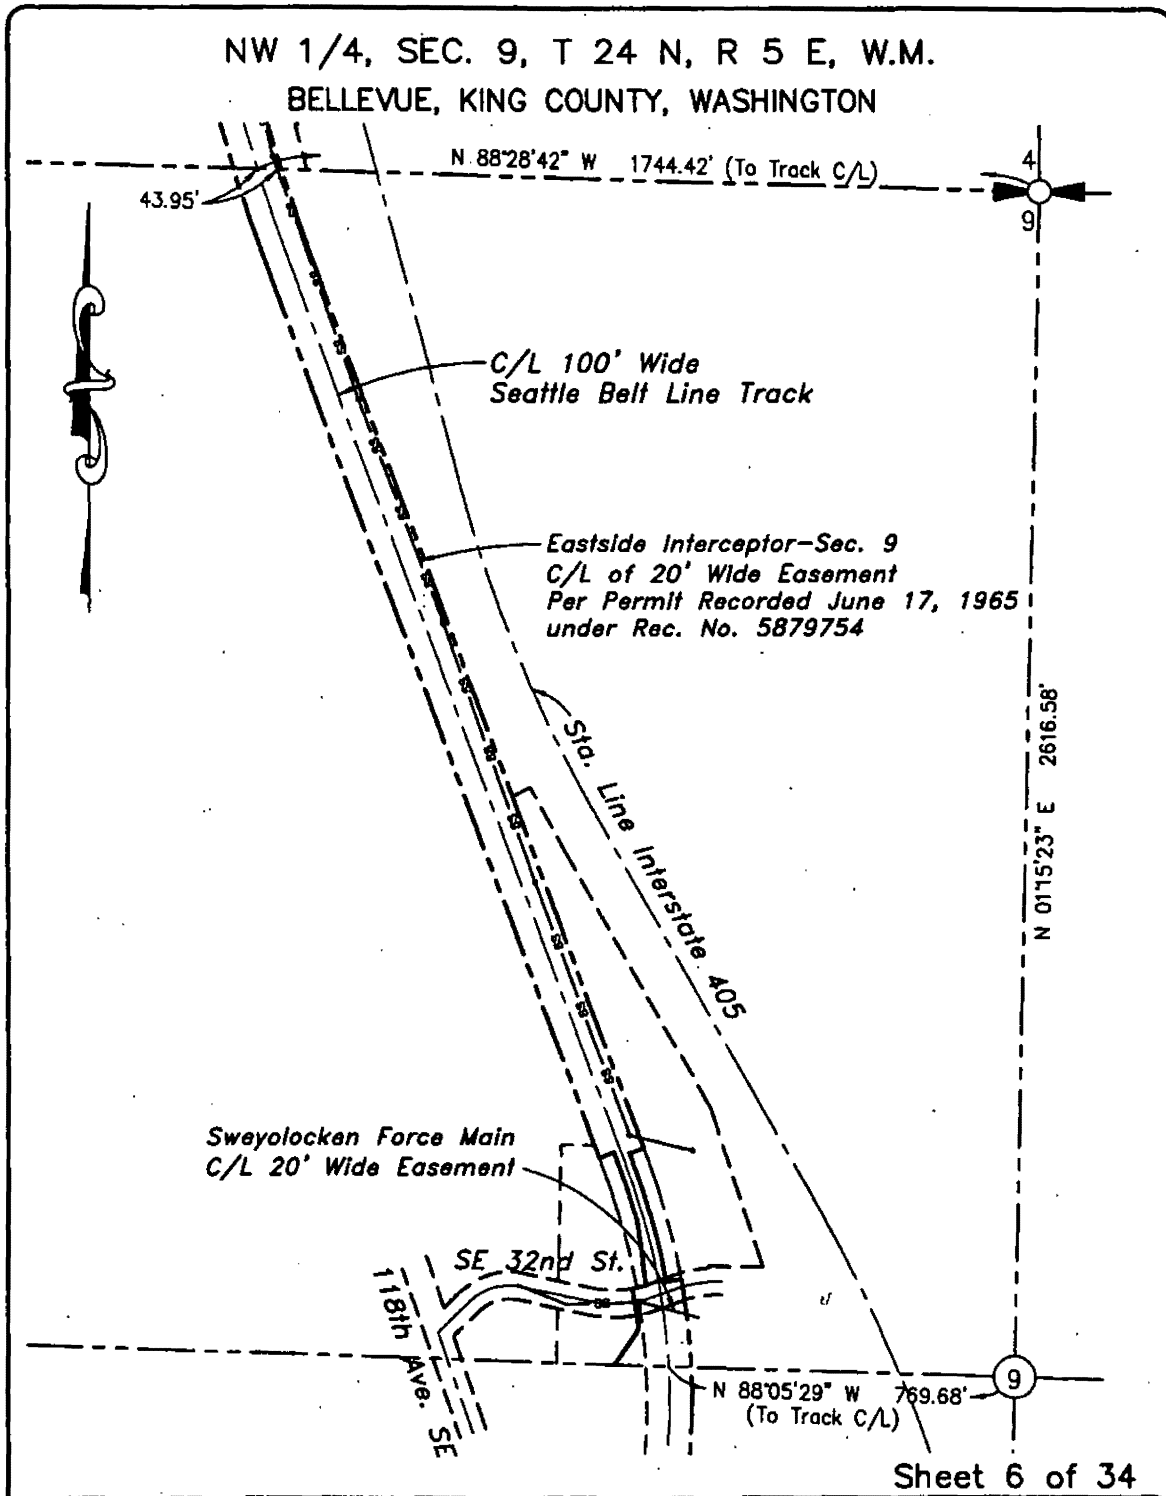 NW 1/4, SEC. 9, T 24 N, R 5 E, W.M.
BELLEVUE, KING COUNTY, WASHINGTON
N 88°28'42" W 1744.42' (To Track C/L)
4
9
43.95'
C/L 100' Wide
Seattle Belt Line Track
Eastside Interceptor-Sec. 9
C/L of 20' Wide Easement
Per Permit Recorded June 17, 1965
under Rec. No. 5879754
Sta. Line Interstate 405
N 01°15'23" E 2616.58'
Sweyolocken Force Main
C/L 20' Wide Easement
SE 32nd St.
118th Ave. SE
N 88°05'29" W 769.68'
(To Track C/L)
9
Sheet 6 of 34